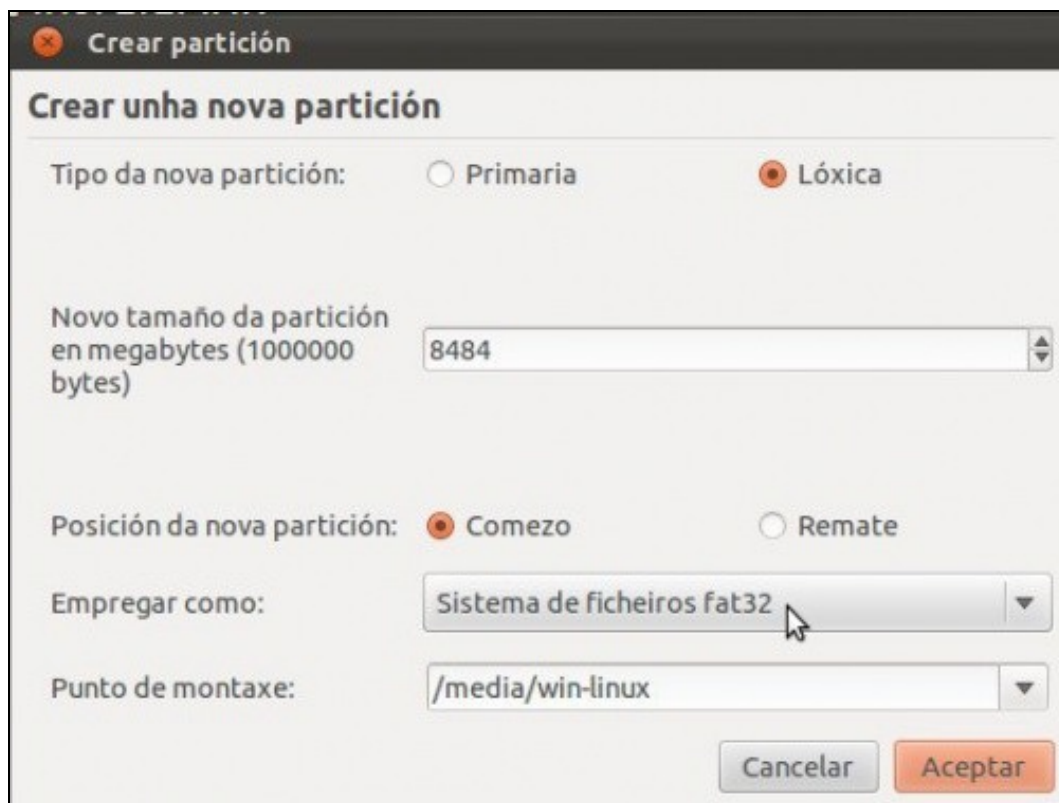 Crear partición
Crear unha nova partición
Tipo da nova partición:
Primaria
Lóxica
Novo tamaño da partición
en megabytes (1000000
bytes)
8484
Posición da nova partición:
Comezo
Remate
Empregar como:
Sistema de ficheiros fat32
Punto de montaxe:
/media/win-linux
Cancelar
Aceptar